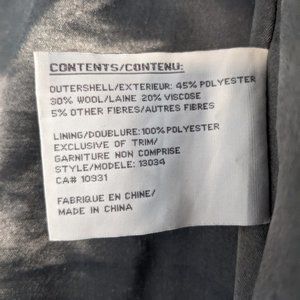 CONTENTS/CONTENU:
OUTERSHELL/EXTERIEUR: 45% POLYESTER
30% WOOL/LAINE 20% VISCOSE
5% OTHER FIBRES/AUTRES FIBRES
LINING/DOUBLURE: 100% POLYESTER
EXCLUSIVE OF TRIM/
GARNITURE NON COMPRISE
STYLE/MODELE: 13034
CA# 10931
FABRIQUE EN CHINE/
MADE IN CHINA